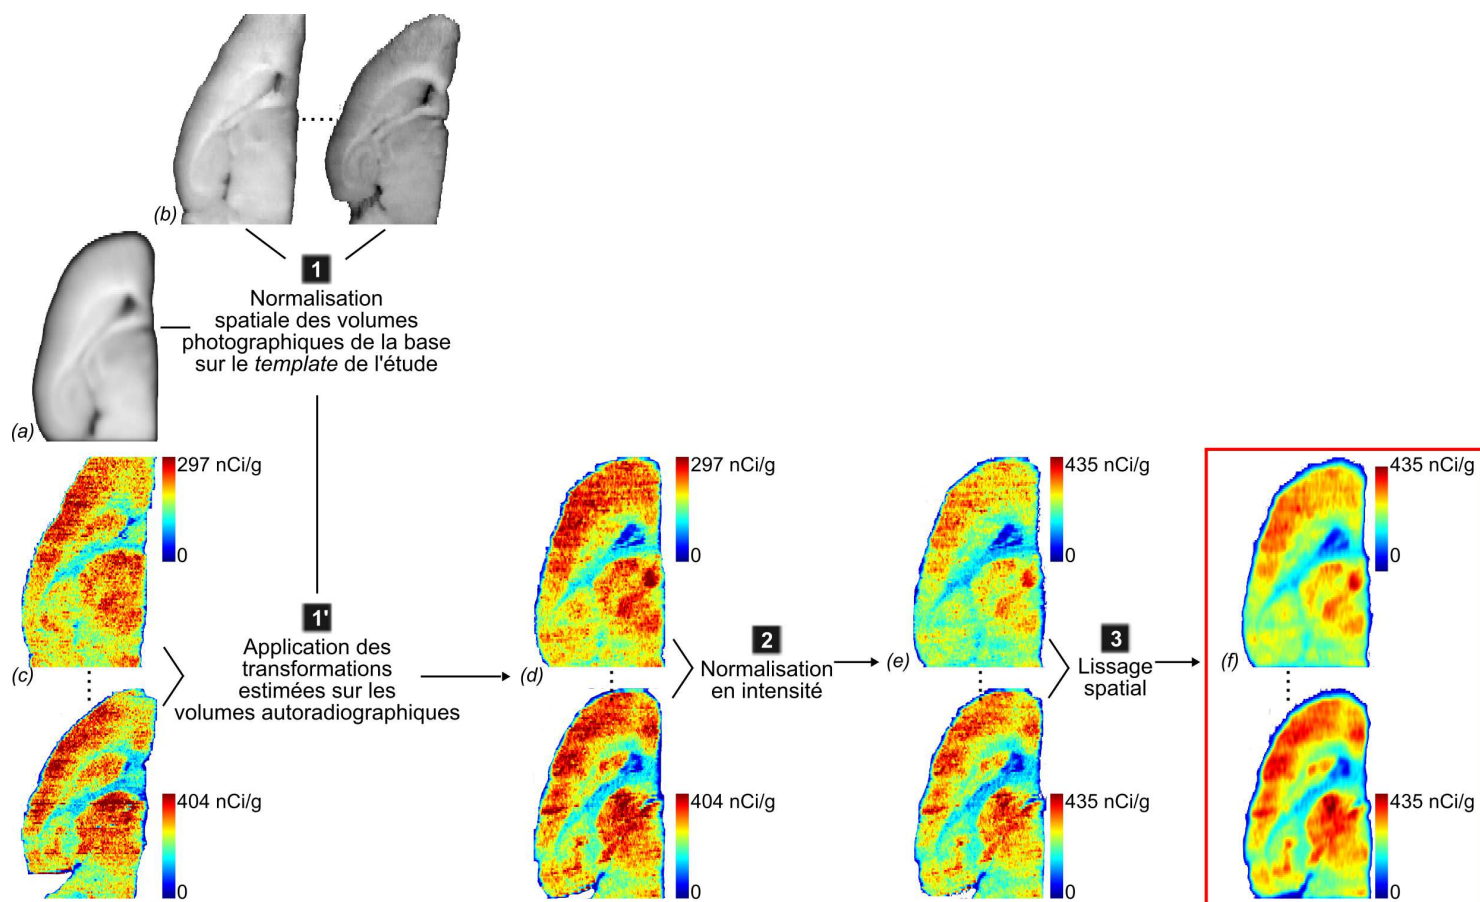 (b)
1
Normalisation
spatiale des volumes
photographiques de la base
sur le template de l'étude
(a)
297 nCi/g
0
(c)
404 nCi/g
0
1'
Application des
transformations
estimées sur les
volumes autoradiographiques
297 nCi/g
0
(d)
404 nCi/g
0
2
Normalisation
en intensité
435 nCi/g
0
(e)
435 nCi/g
0
3
Lissage
spatial
435 nCi/g
0
(f)
435 nCi/g
0